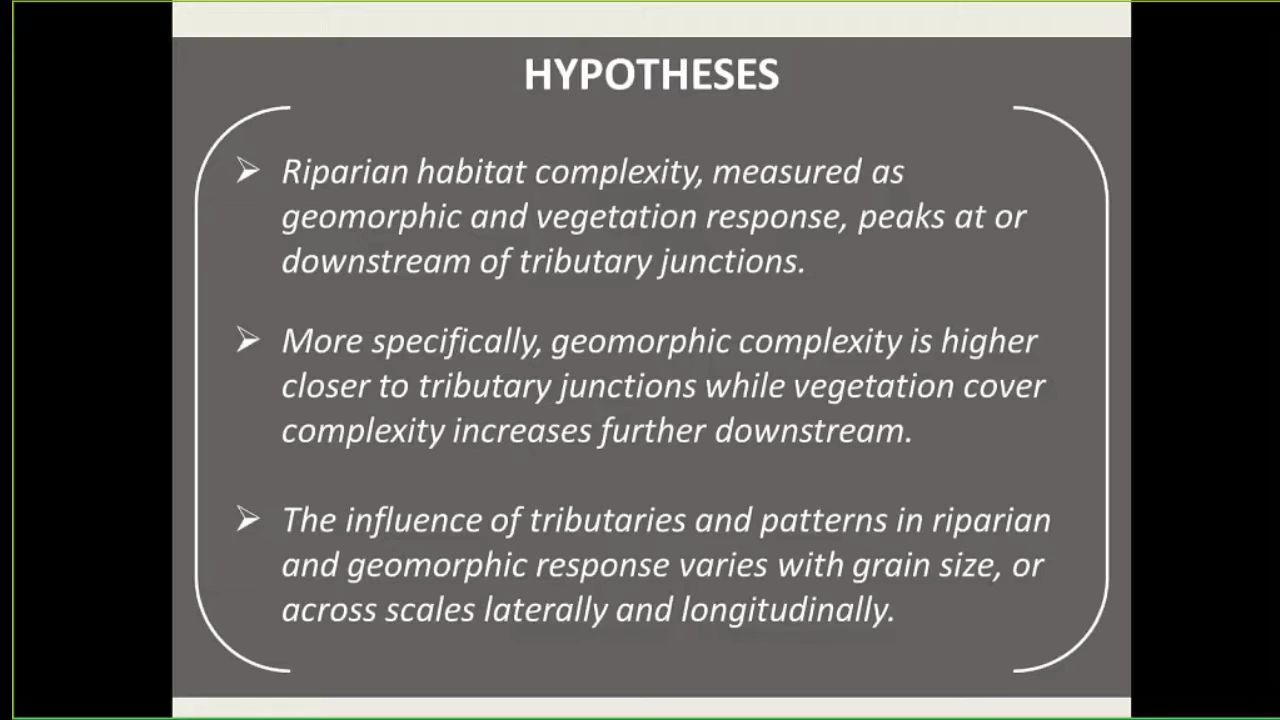 HYPOTHESES
➢ Riparian habitat complexity, measured as
geomorphic and vegetation response, peaks at or
downstream of tributary junctions.
➢ More specifically, geomorphic complexity is higher
closer to tributary junctions while vegetation cover
complexity increases further downstream.
➢ The influence of tributaries and patterns in riparian
and geomorphic response varies with grain size, or
across scales laterally and longitudinally.